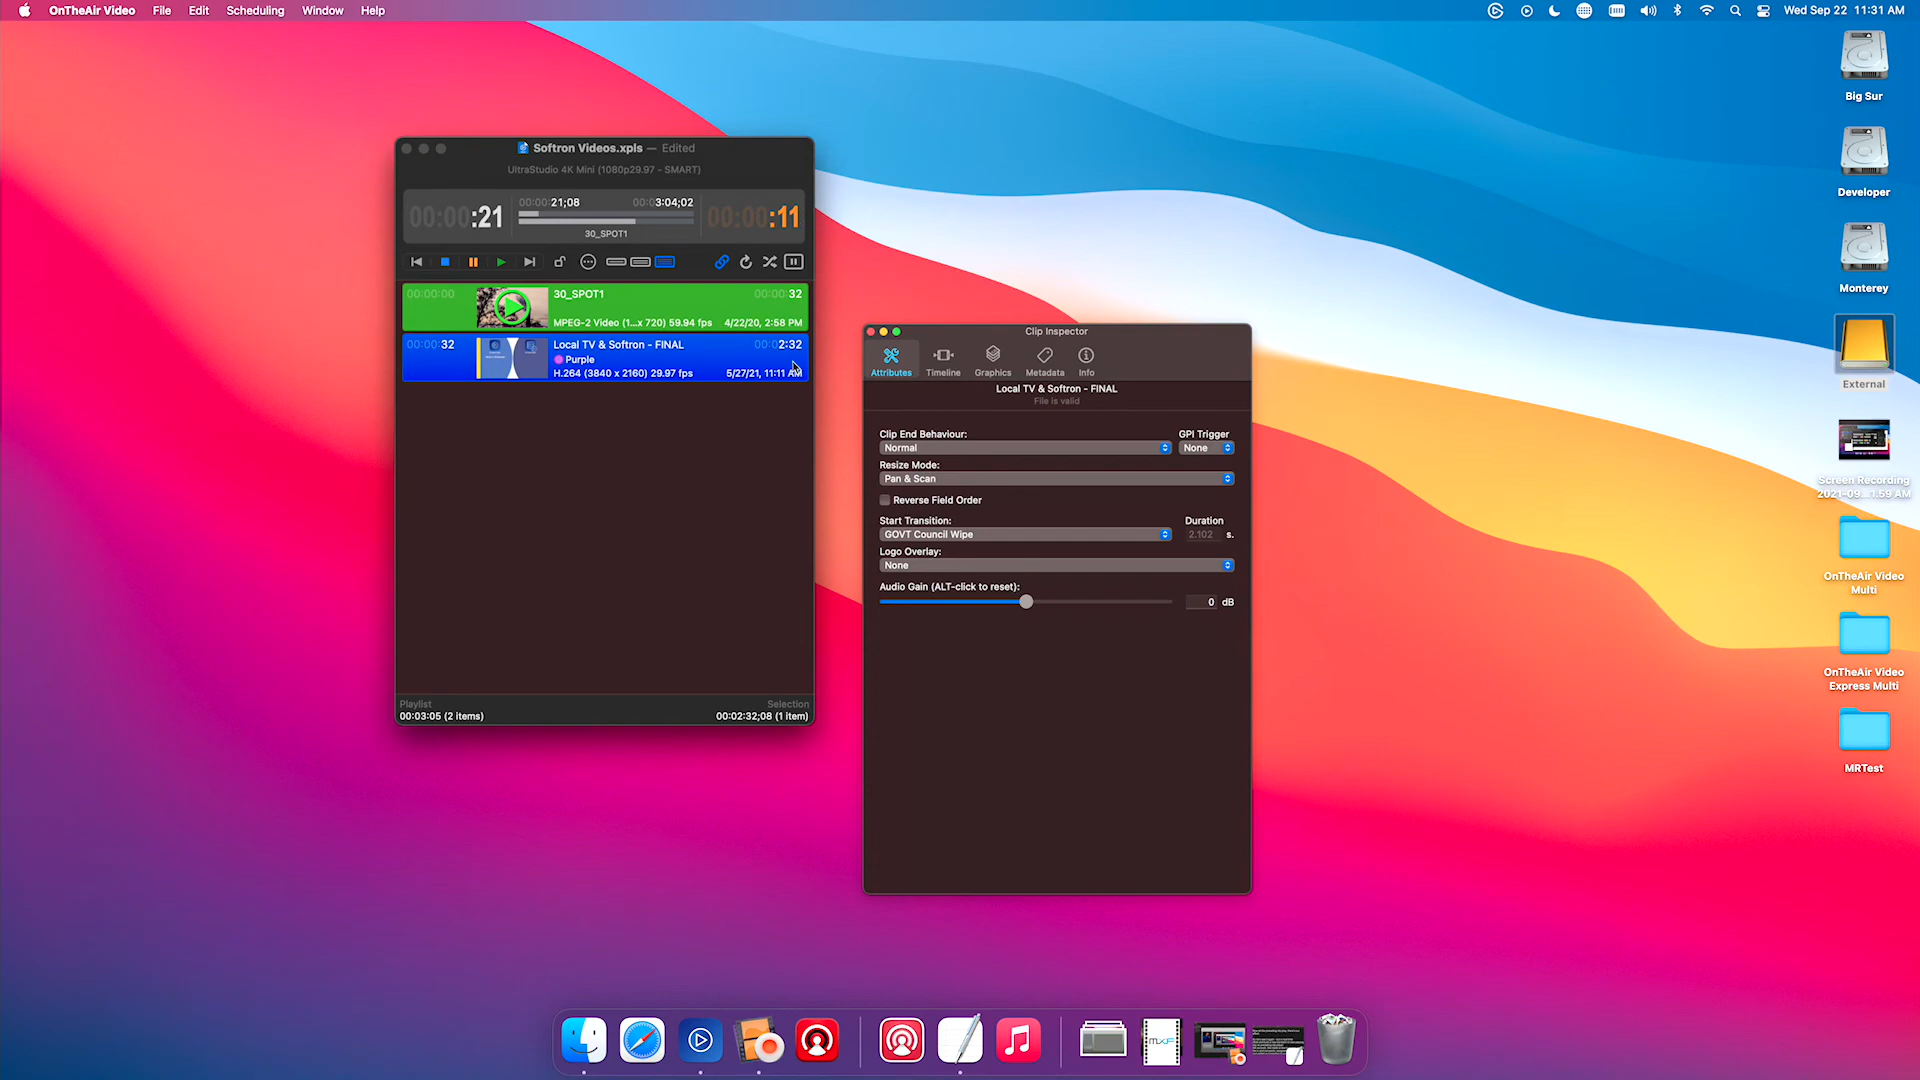 OnTheAir Video File Edit Scheduling Window Help
Wed Sep 22 11:31 AM
Softron Videos.xpls — Edited
UltraStudio 4K Mini (1080p29.97 - SMART)
00:00:21
00:00:21;08 00:03:04;02
30_SPOT1
00:00:11
00:00:00 30_SPOT1 00:00:32
MPEG-2 Video (1...x 720) 59.94 fps 4/22/20, 2:58 PM
00:00:32 Local TV & Softron - FINAL 00:02:32
Purple
H.264 (3840 x 2160) 29.97 fps 5/27/21, 11:11 AM
Playlist Selection
00:03:05 (2 items) 00:02:32;08 (1 item)
Clip Inspector
Attributes Timeline Graphics Metadata Info
Local TV & Softron - FINAL
File is valid
Clip End Behaviour: GPI Trigger
Normal None
Resize Mode:
Pan & Scan
Reverse Field Order
Start Transition: Duration
GOVT Council Wipe 2.102 s.
Logo Overlay:
None
Audio Gain (ALT-click to reset):
0 dB
Big Sur
Developer
Monterey
External
Screen Recording
2021-09...1.59 AM
OnTheAir Video
Multi
OnTheAir Video
Express Multi
MRTest
MXF